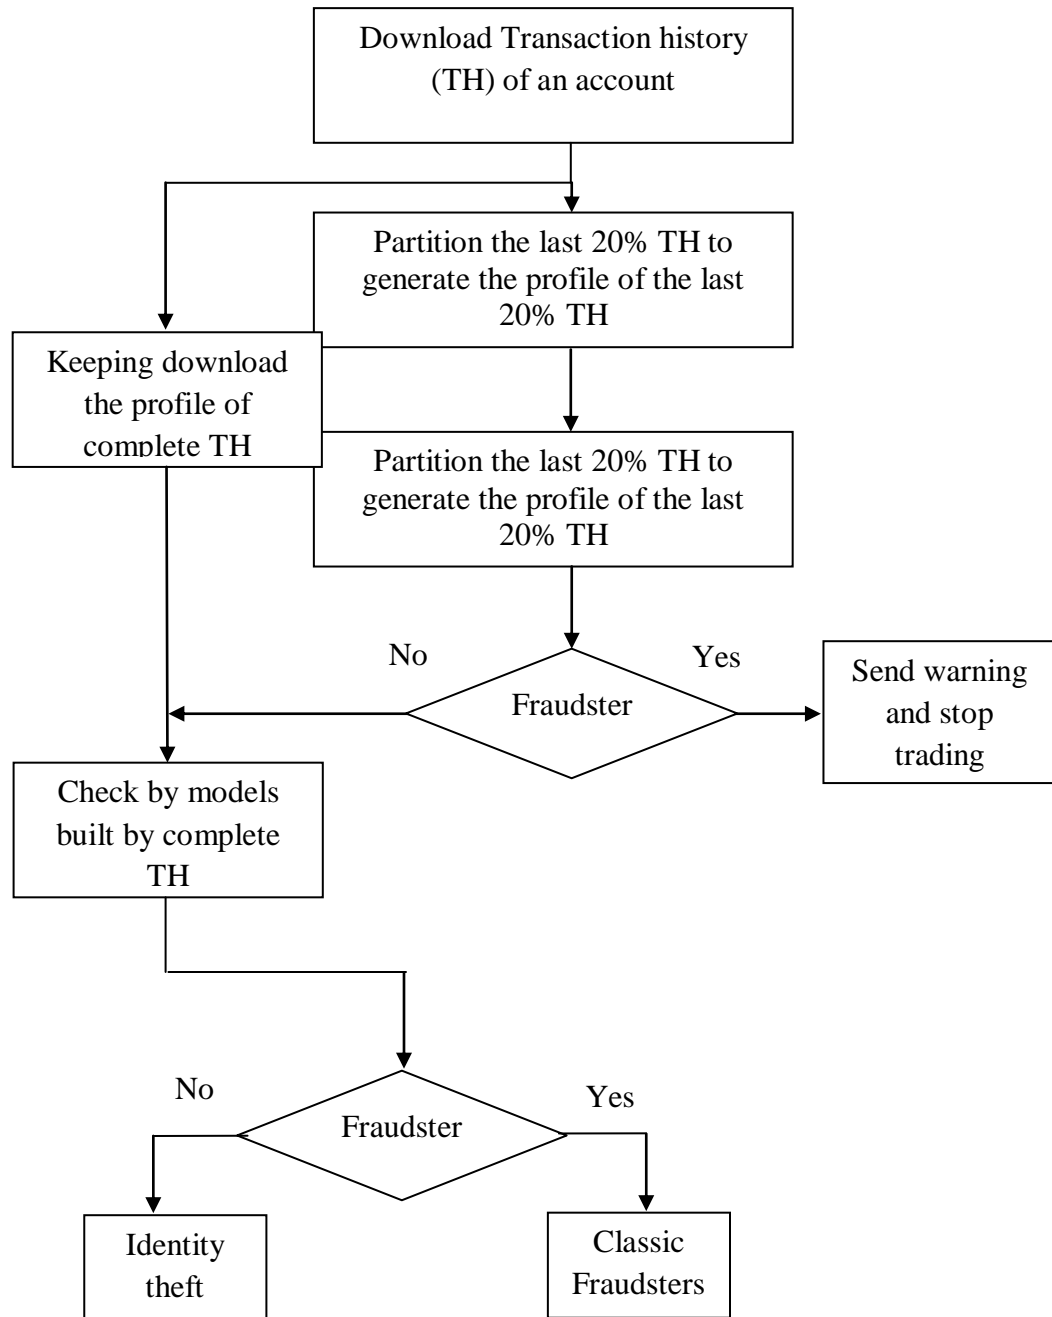 Download Transaction history
(TH) of an account
Partition the last 20% TH to
generate the profile of the last
20% TH
Keeping download
the profile of
complete TH
Partition the last 20% TH to
generate the profile of the last
20% TH
No
Yes
Fraudster
Send warning
and stop
trading
Check by models
built by complete
TH
No
Yes
Fraudster
Identity
theft
Classic
Fraudsters